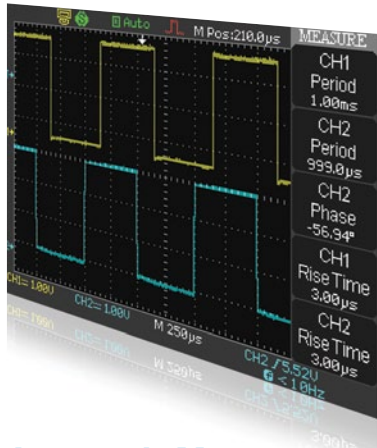 Auto M Pos:210.0µs MEASURE
CH1
Period
1.00ms
CH2
Period
999.0µs
CH2
Phase
-56.94°
CH1
Rise Time
3.00µs
CH2
Rise Time
3.00µs
CH1= 1.00V CH2= 1.00V M 250µs CH2 /5.52V
<10Hz